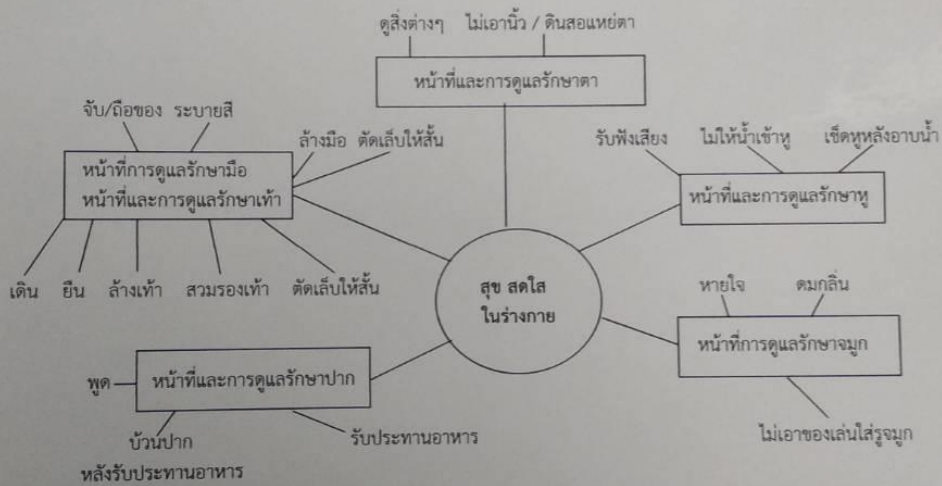 ดูสิ่งต่างๆ ไม่เอานิ้ว / ดินสอแหย่ตา
หน้าที่และการดูแลรักษาตา
จับ/ถือของ ระบายสี
ล้างมือ ตัดเล็บให้สั้น
หน้าที่การดูแลรักษามือ
หน้าที่และการดูแลรักษาเท้า
รับฟังเสียง ไม่ให้น้ำเข้าหู เช็ดหูหลังอาบน้ำ
หน้าที่และการดูแลรักษาหู
เดิน ยืน ล้างเท้า สวมรองเท้า ตัดเล็บให้สั้น
สุข สดใส
ในร่างกาย
หายใจ ดมกลิ่น
หน้าที่การดูแลรักษาจมูก
ไม่เอาของเล่นใส่รูจมูก
พูด หน้าที่และการดูแลรักษาปาก
บ้วนปาก
หลังรับประทานอาหาร
รับประทานอาหาร